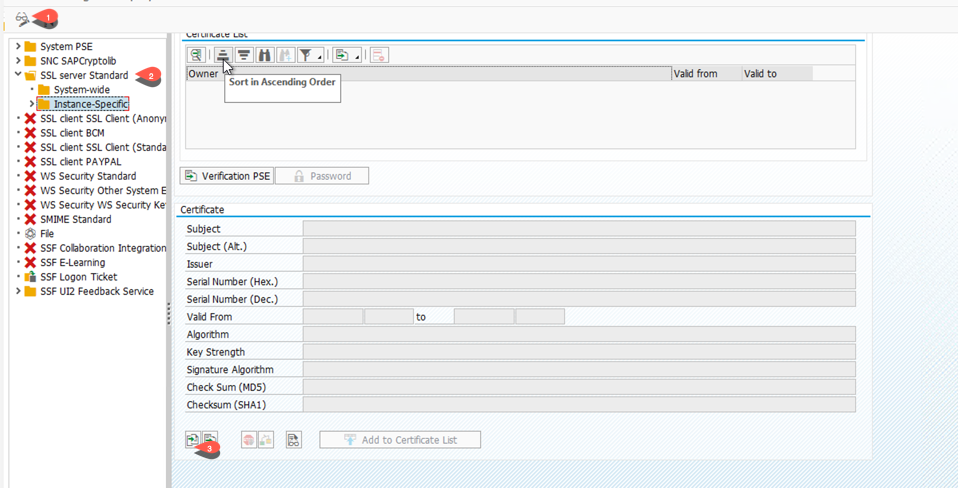 1
Certificate List
System PSE
SNC SAPCryptolib
SSL server Standard
2
System-wide
Instance-Specific
SSL client SSL Client (Anony
SSL client BCM
SSL client SSL Client (Standa
SSL client PAYPAL
WS Security Standard
WS Security Other System E
WS Security WS Security Ke
SMIME Standard
File
SSF Collaboration Integration
SSF E-Learning
SSF Logon Ticket
SSF UI2 Feedback Service
Owner
Valid from
Valid to
Sort in Ascending Order
Verification PSE
Password
Certificate
Subject
Subject (Alt.)
Issuer
Serial Number (Hex.)
Serial Number (Dec.)
Valid From
to
Algorithm
Key Strength
Signature Algorithm
Check Sum (MD5)
Checksum (SHA1)
3
Add to Certificate List